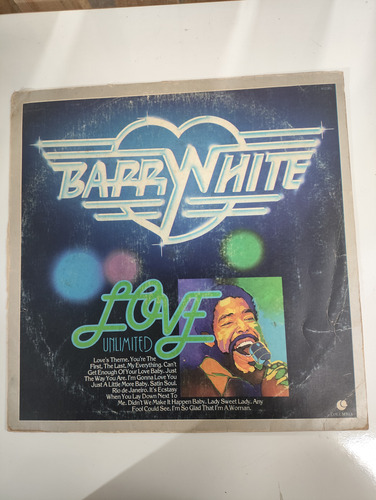 BARRY WHITE
LOVE
UNLIMITED
Love's Theme, You're The
First, The Last, My Everything, Can't
Get Enough Of Your Love Baby, Just
The Way You Are, I'm Gonna Love You
Just A Little More Baby, Satin Soul,
Rio de Janeiro, It's Ecstasy
When You Lay Down Next To
Me, Didn't We Make It Happen Baby, Lady Sweet Lady, Any
Fool Could See, I'm So Glad That I'm A Woman.